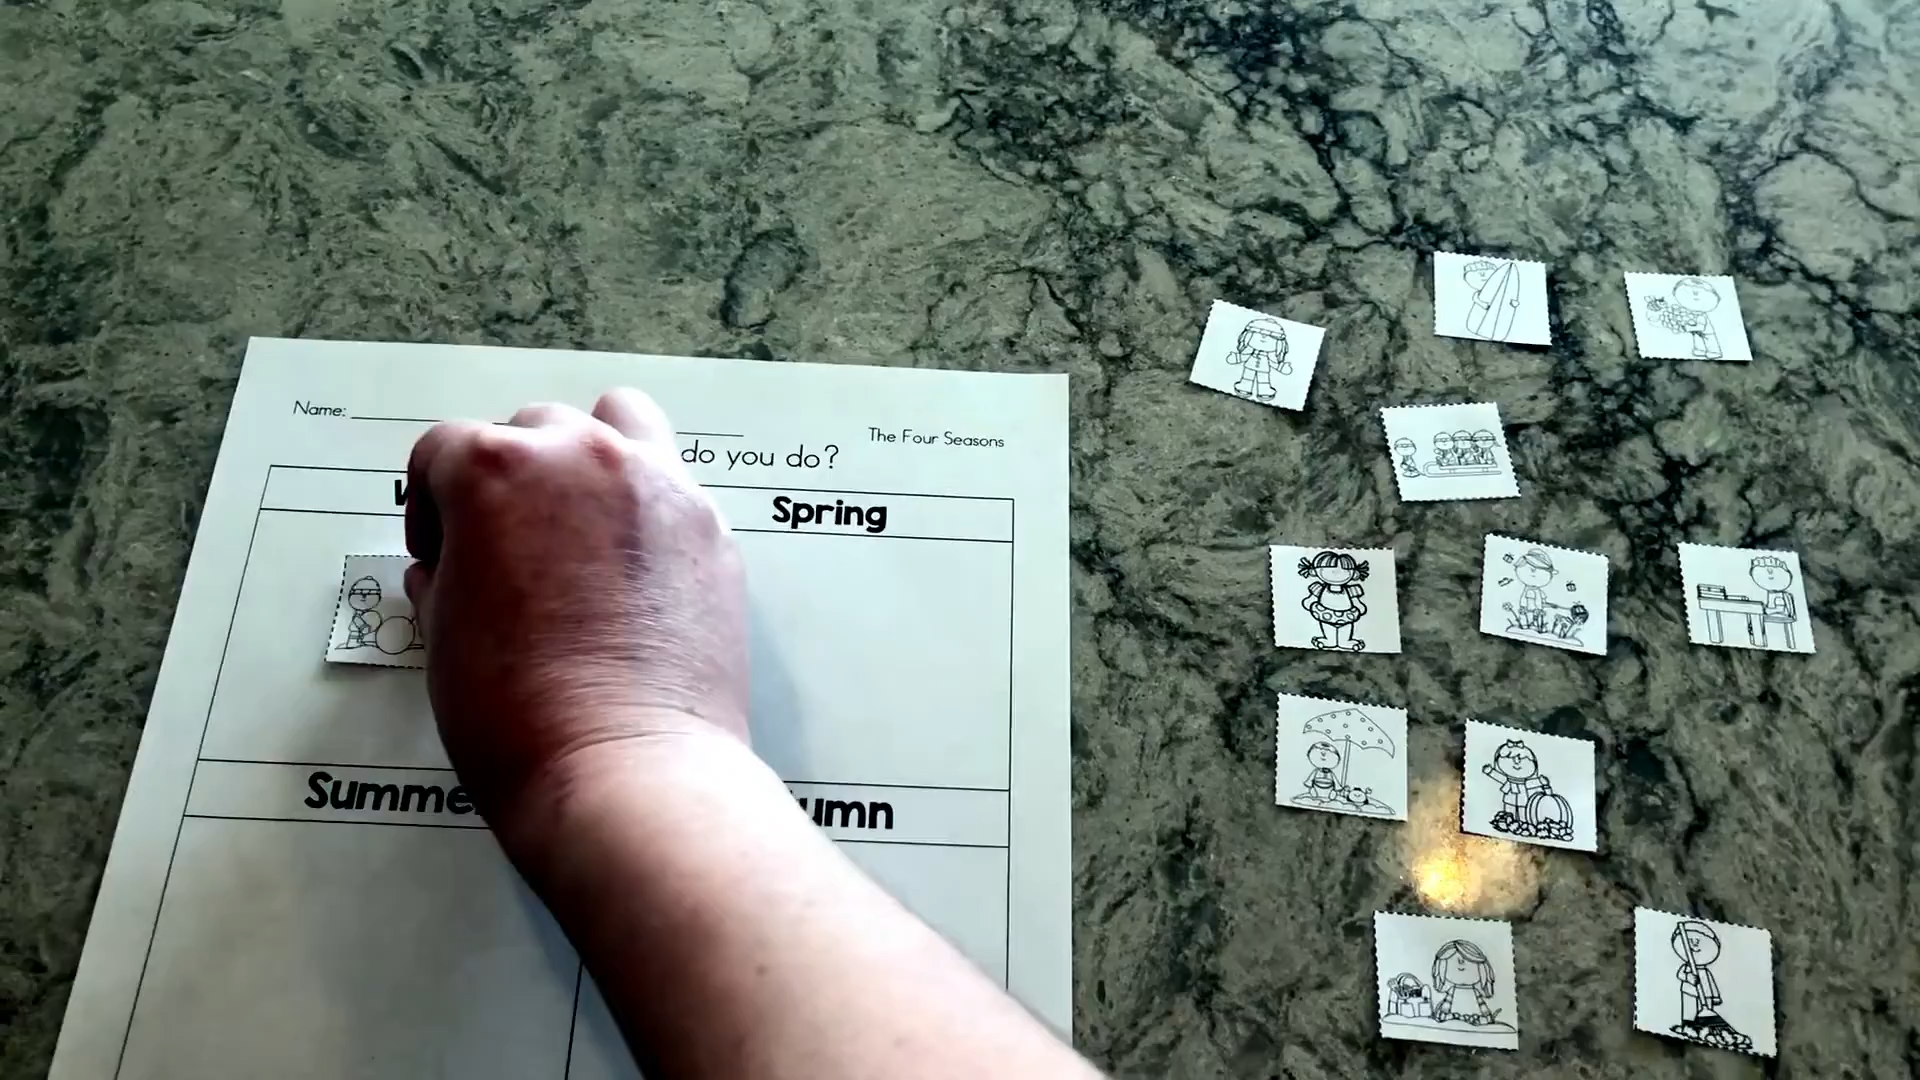 Name:
The Four Seasons
do you do?
Spring
Summe
umn